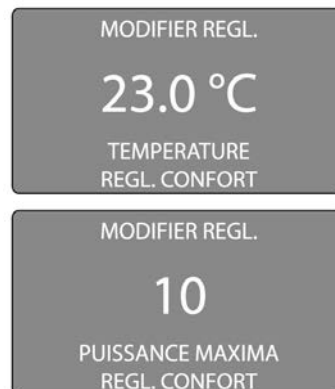 MODIFIER REGL.
23.0 °C
TEMPERATURE
REGL. CONFORT
MODIFIER REGL.
10
PUISSANCE MAXIMA
REGL. CONFORT